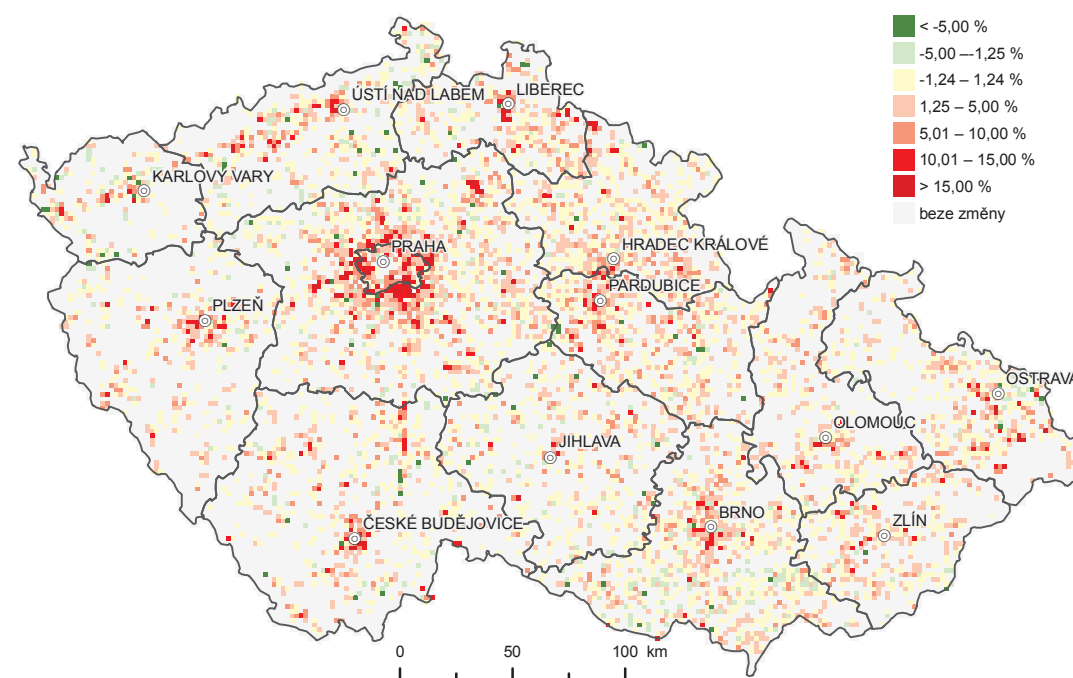 < -5,00 %
-5,00 –-1,25 %
-1,24 – 1,24 %
1,25 – 5,00 %
5,01 – 10,00 %
10,01 – 15,00 %
> 15,00 %
beze změny
ÚSTÍ NAD LABEM
LIBEREC
KARLOVY VARY
PRAHA
HRADEC KRÁLOVÉ
PARDUBICE
PLZEŇ
OSTRAVA
OLOMOUC
JIHLAVA
ČESKÉ BUDĚJOVICE
BRNO
ZLÍN
0 50 100 km